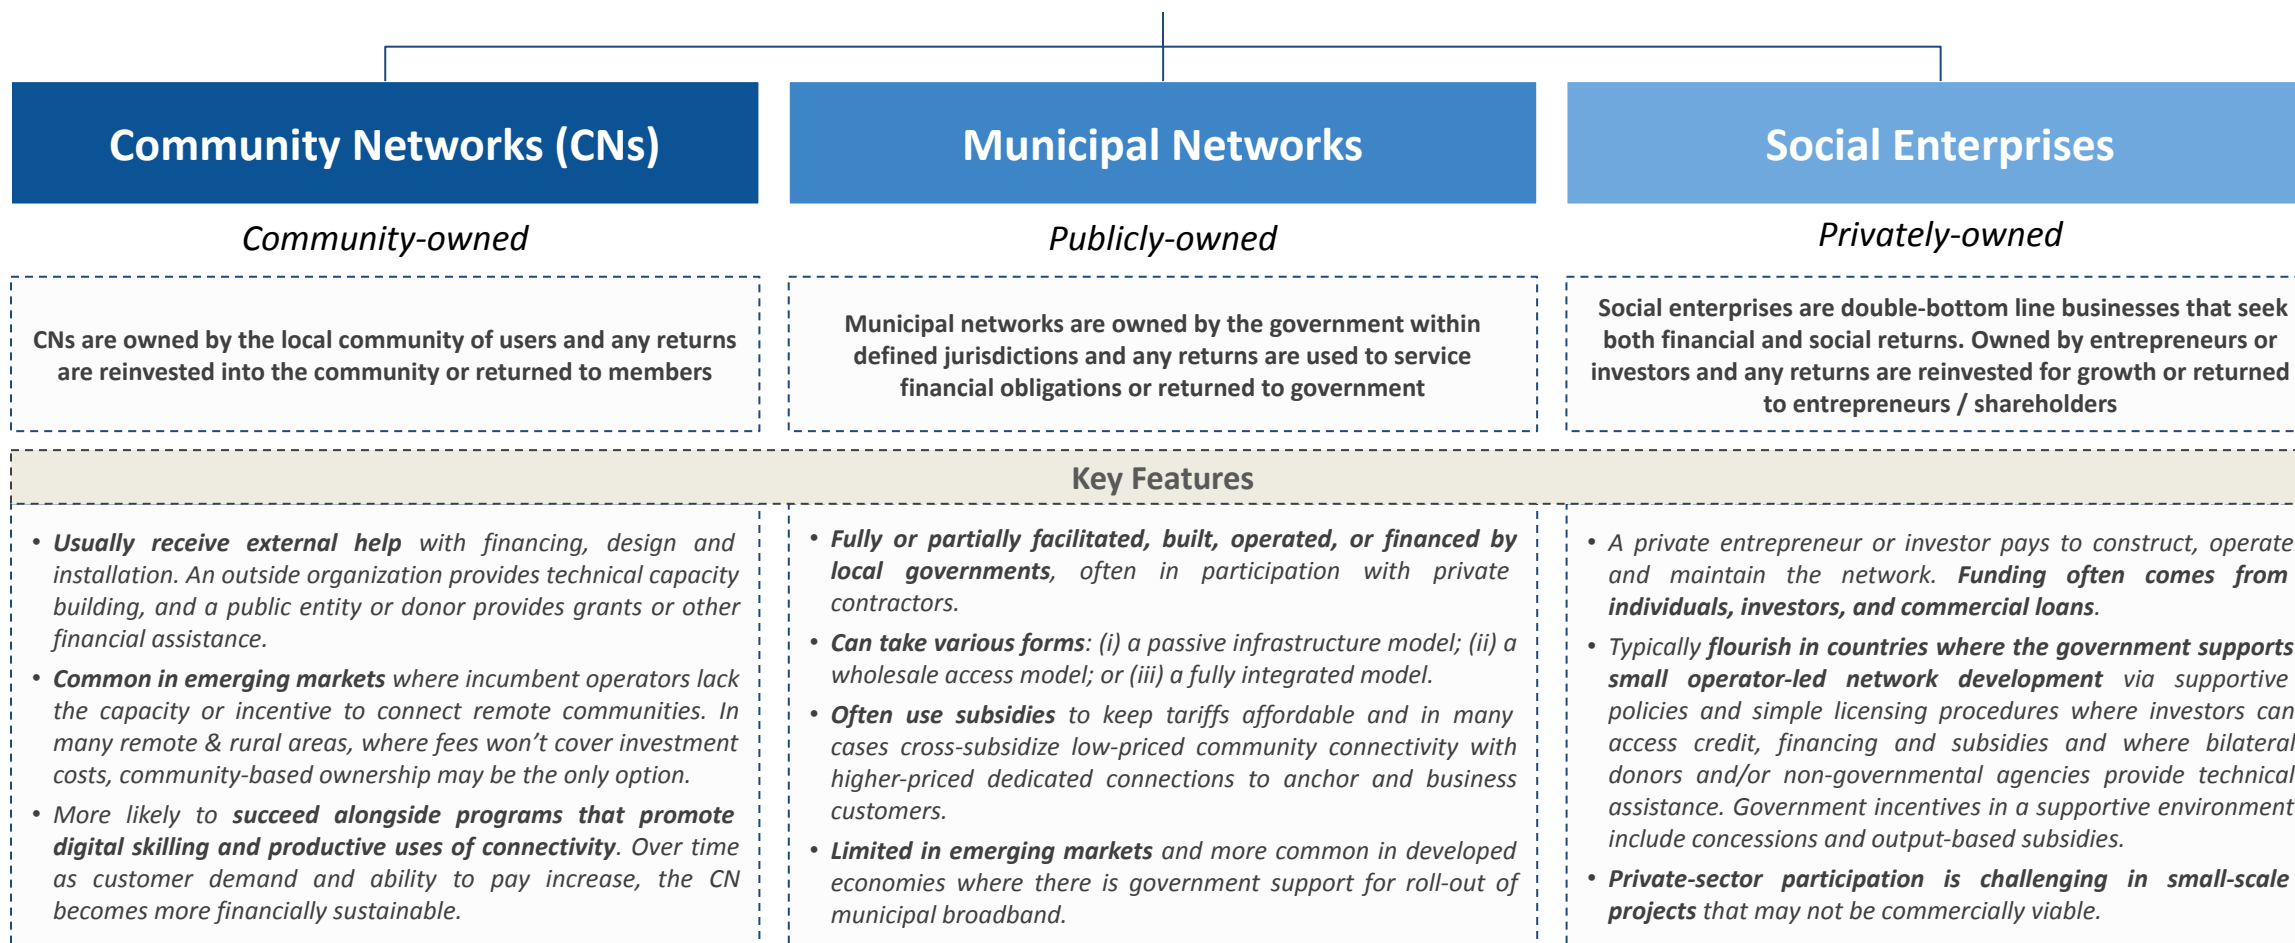 Community Networks (CNs)
Community-owned
CNs are owned by the local community of users and any returns
are reinvested into the community or returned to members
Municipal Networks
Publicly-owned
Municipal networks are owned by the government within
defined jurisdictions and any returns are used to service
financial obligations or returned to government
Social Enterprises
Privately-owned
Social enterprises are double-bottom line businesses that seek
both financial and social returns. Owned by entrepreneurs or
investors and any returns are reinvested for growth or returned
to entrepreneurs / shareholders
Key Features
• Usually receive external help with financing, design and
installation. An outside organization provides technical capacity
building, and a public entity or donor provides grants or other
financial assistance.
• Common in emerging markets where incumbent operators lack
the capacity or incentive to connect remote communities. In
many remote & rural areas, where fees won't cover investment
costs, community-based ownership may be the only option.
• More likely to succeed alongside programs that promote
digital skilling and productive uses of connectivity. Over time
as customer demand and ability to pay increase, the CN
becomes more financially sustainable.
• Fully or partially facilitated, built, operated, or financed by
local governments, often in participation with private
contractors.
• Can take various forms: (i) a passive infrastructure model; (ii) a
wholesale access model; or (iii) a fully integrated model.
• Often use subsidies to keep tariffs affordable and in many
cases cross-subsidize low-priced community connectivity with
higher-priced dedicated connections to anchor and business
customers.
• Limited in emerging markets and more common in developed
economies where there is government support for roll-out of
municipal broadband.
• A private entrepreneur or investor pays to construct, operate
and maintain the network. Funding often comes from
individuals, investors, and commercial loans.
• Typically flourish in countries where the government supports
small operator-led network development via supportive
policies and simple licensing procedures where investors can
access credit, financing and subsidies and where bilateral
donors and/or non-governmental agencies provide technical
assistance. Government incentives in a supportive environment
include concessions and output-based subsidies.
• Private-sector participation is challenging in small-scale
projects that may not be commercially viable.